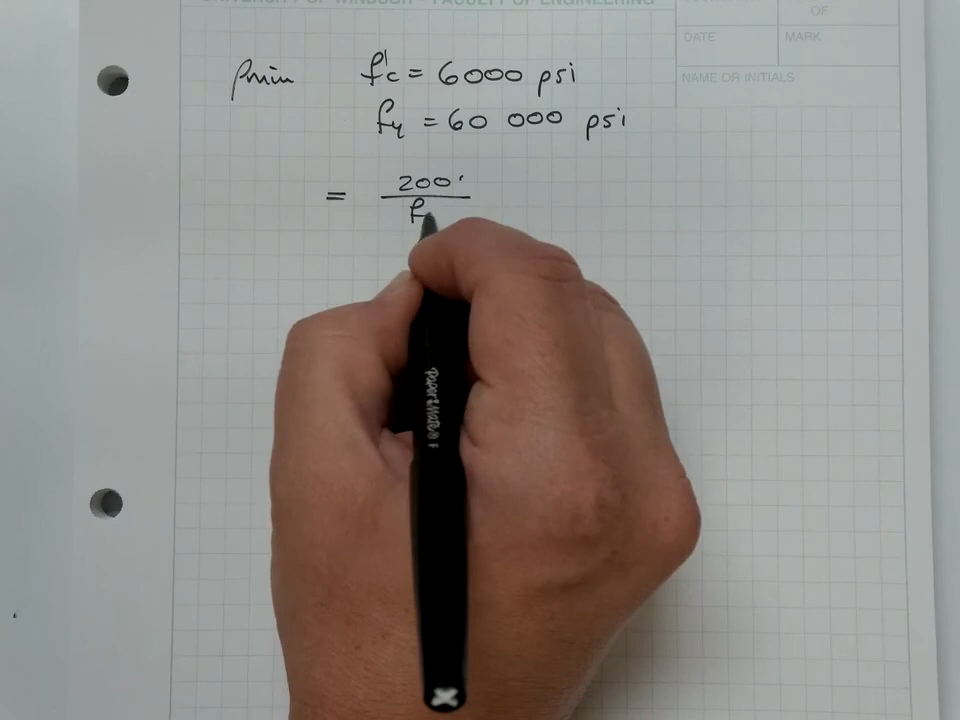 UNIVERSITY OF WINDSOR - FACULTY OF ENGINEERING
OF
DATE
MARK
NAME OR INITIALS
ρmin f'c = 6000 psi
fy = 60 000 psi
= 200
f
PaperMate F